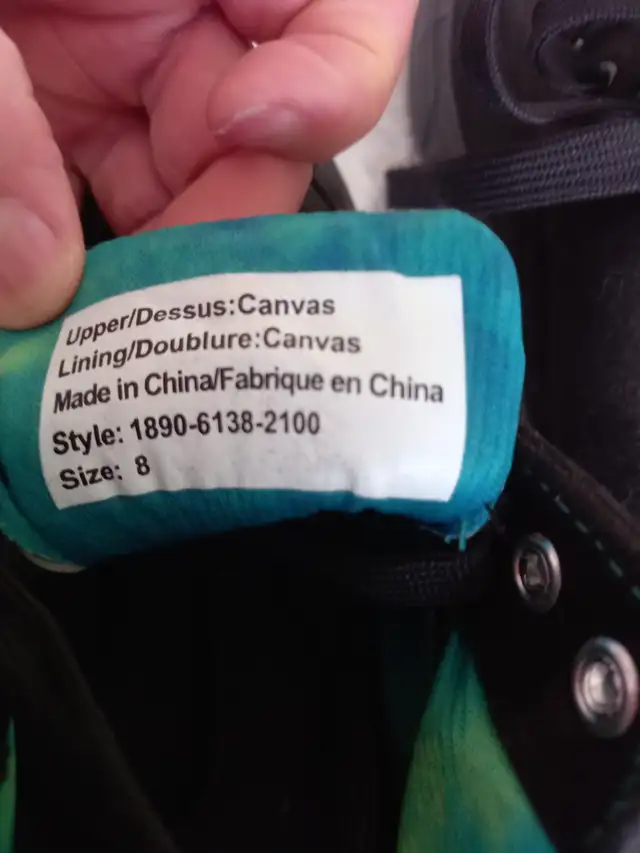 Upper/Dessus:Canvas
Lining/Doublure:Canvas
Made in China/Fabrique en China
Style: 1890-6138-2100
Size: 8